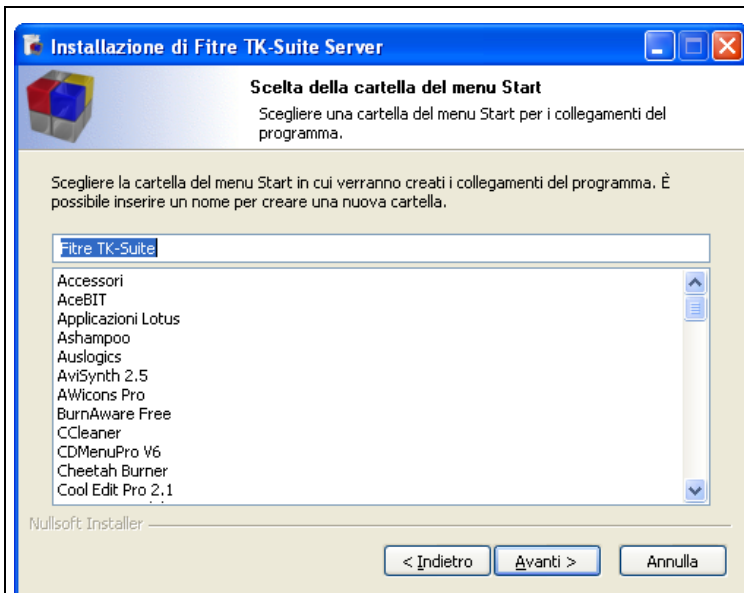 Installazione di Fitre TK-Suite Server
Scelta della cartella del menu Start
Scegliere una cartella del menu Start per i collegamenti del
programma.
Scegliere la cartella del menu Start in cui verranno creati i collegamenti del programma. È
possibile inserire un nome per creare una nuova cartella.
Fitre TK-Suite
Accessori
AceBIT
Applicazioni Lotus
Ashampoo
Auslogics
AviSynth 2.5
AWicons Pro
BurnAware Free
CCleaner
CDMenuPro V6
Cheetah Burner
Cool Edit Pro 2.1
Nullsoft Installer
< Indietro
Avanti >
Annulla